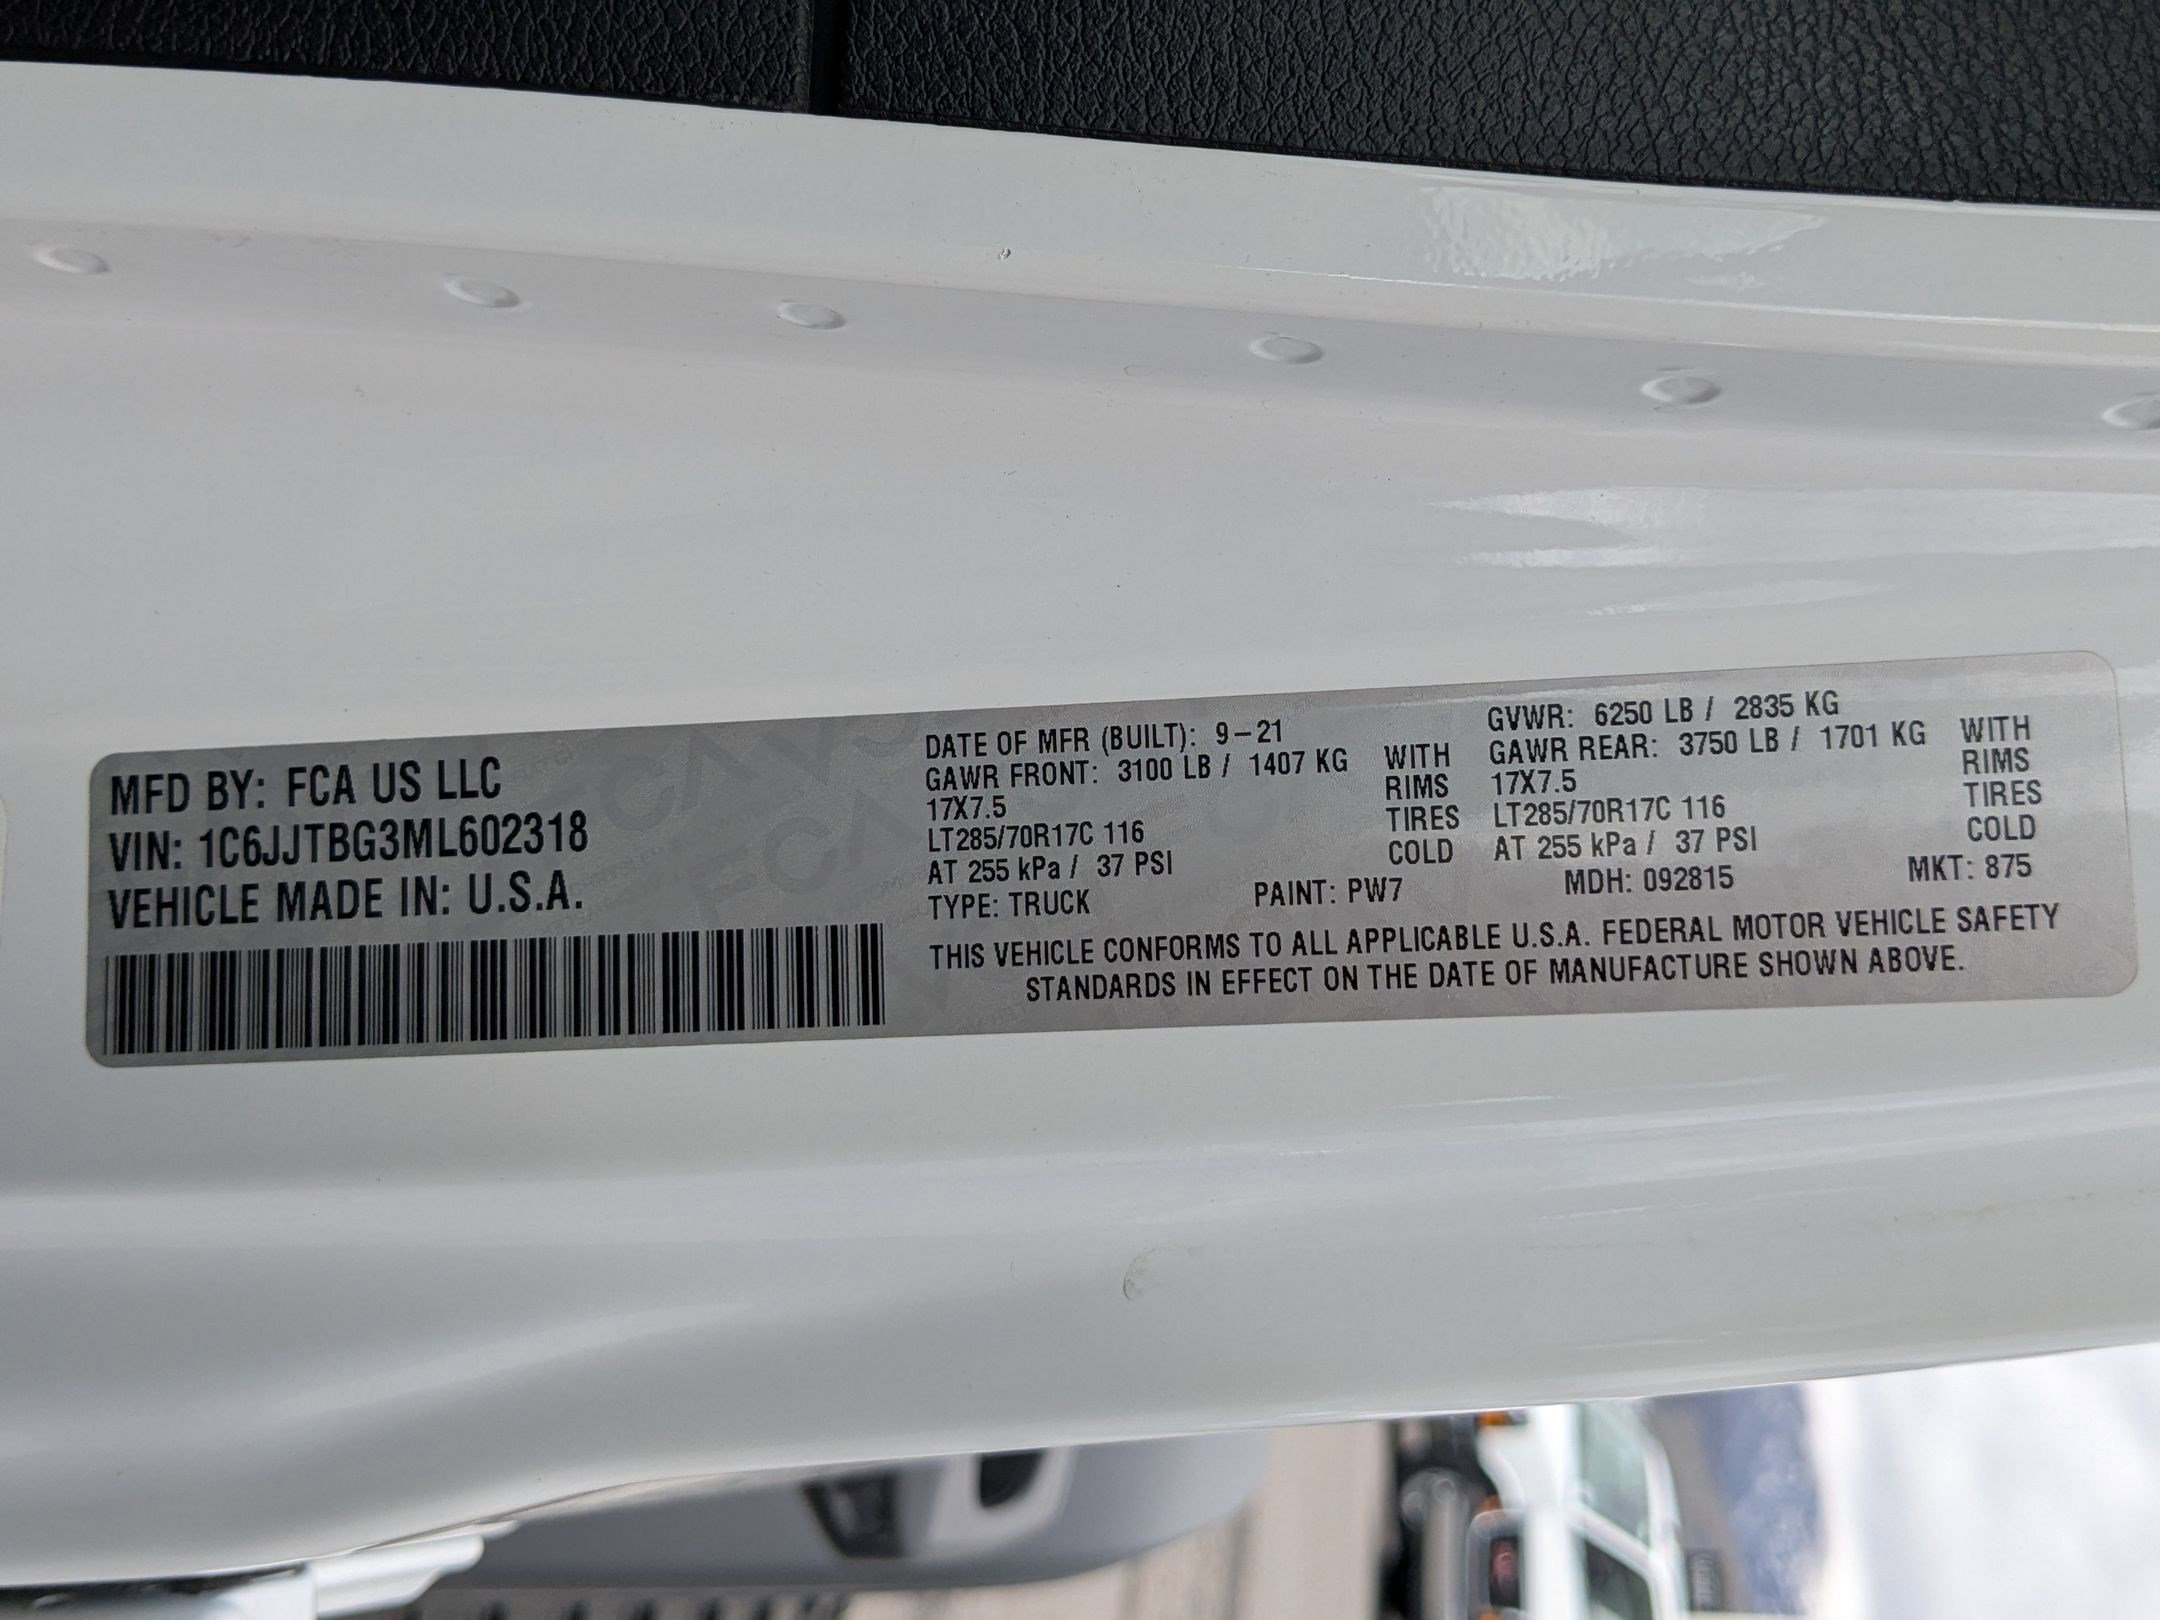 MFD BY: FCA US LLC
VIN: 1C6JJTBG3ML602318
VEHICLE MADE IN: U.S.A.
DATE OF MFR (BUILT): 9-21
GAWR FRONT: 3100 LB / 1407 KG WITH
17X7.5 RIMS
LT285/70R17C 116 TIRES
AT 255 kPa / 37 PSI COLD
GVWR: 6250 LB / 2835 KG
GAWR REAR: 3750 LB / 1701 KG WITH
17X7.5 RIMS
LT285/70R17C 116 TIRES
AT 255 kPa / 37 PSI COLD
TYPE: TRUCK PAINT: PW7 MDH: 092815 MKT: 875
THIS VEHICLE CONFORMS TO ALL APPLICABLE U.S.A. FEDERAL MOTOR VEHICLE SAFETY
STANDARDS IN EFFECT ON THE DATE OF MANUFACTURE SHOWN ABOVE.